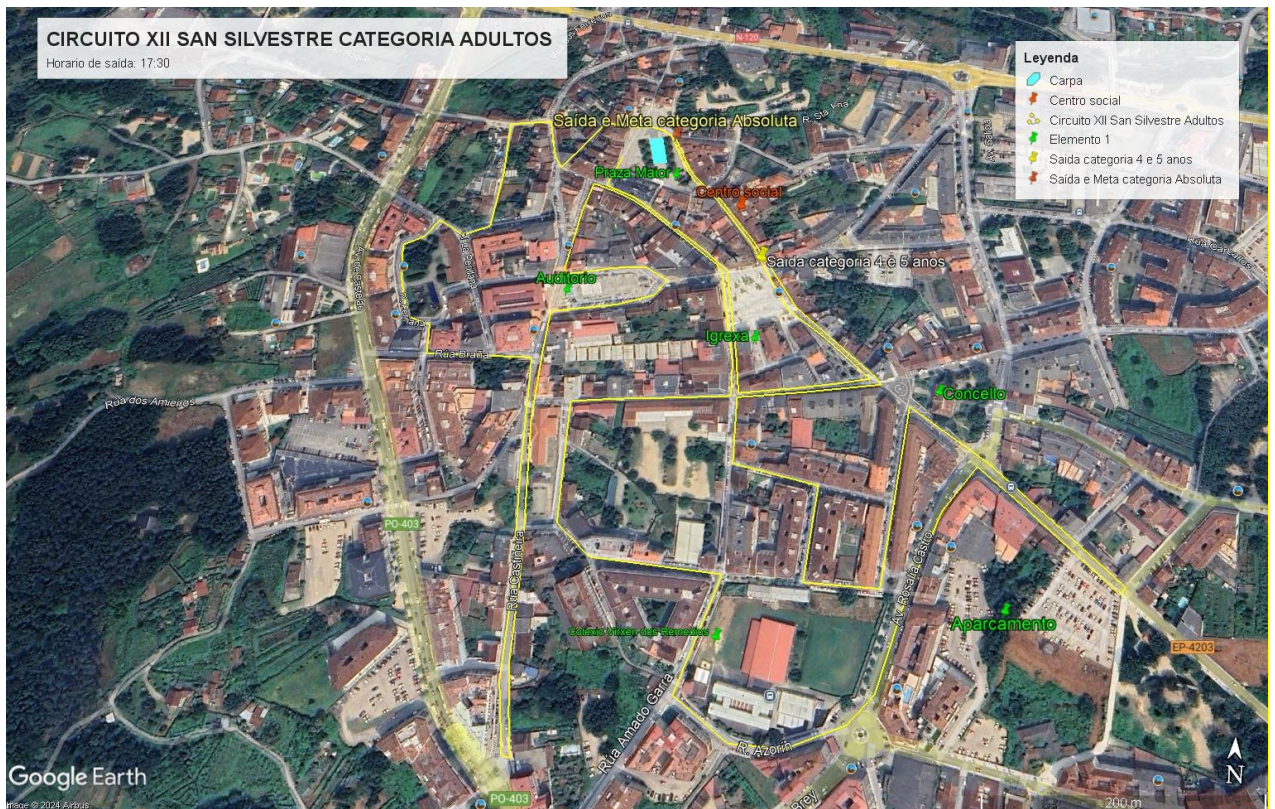 CIRCUITO XII SAN SILVESTRE CATEGORIA ADULTOS
Horario de saída: 17:30
N-120
Leyenda
Carpa
Centro social
Circuito XII San Silvestre Adultos
Elemento 1
Saida categoria 4 e 5 anos
Saída e Meta categoria Absoluta
R. Sta. Ana
Saída e Meta categoria Absoluta
Praza Maior
Centro social
Saida categoria 4 e 5 anos
Auditorio
Igrexa
Rúa Braña
Concello
Rúa dos Amieiros
PO-403
Rúa Castiñeira
Av. Rosalía Castro
Aparcamento
Colexio Virxen dos Remedios
EP-4203
Rúa Amado Garra
R. Azorín
Google Earth
Image © 2024 Airbus
PO-403
N
200 m